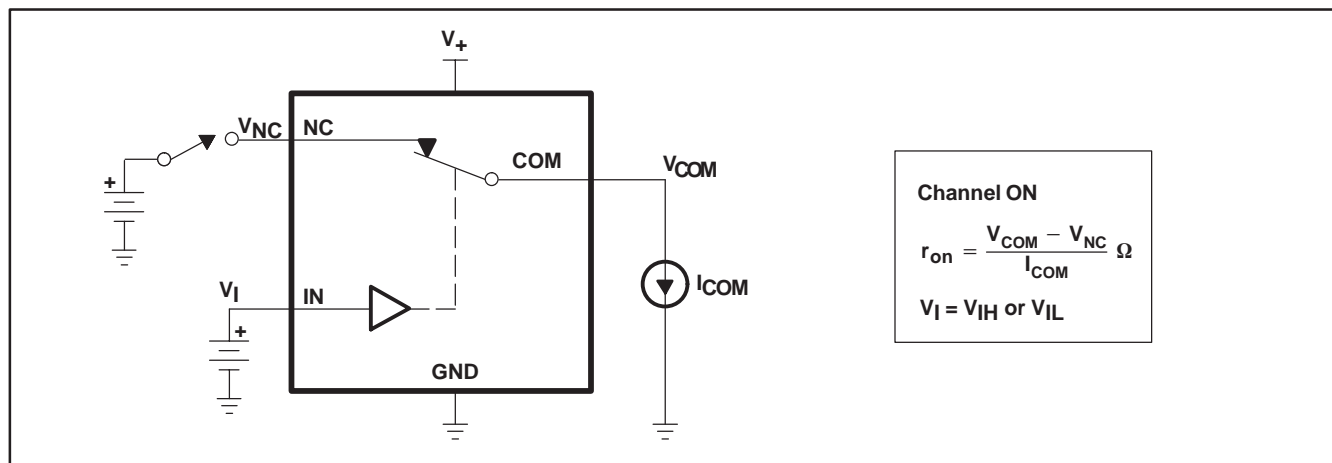 V+
VNC NC
COM VCOM
+
Channel ON
ron = VCOM − VNC / ICOM Ω
VI = VIH or VIL
VI IN
ICOM
+
GND